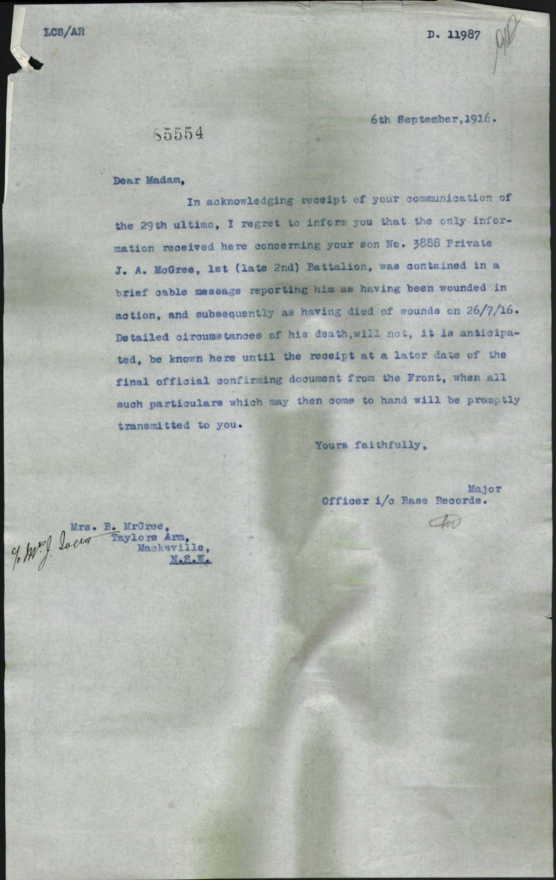 LCS/AR
D. 11987
6th September,1916.
85554
Dear Madam,
In acknowledging receipt of your communication of
the 29th ultimo, I regret to inform you that the only infor-
mation received here concerning your son No. 3888 Private
J. A. McGree, 1st (late 2nd) Battalion, was contained in a
brief cable message reporting him as having been wounded in
action, and subsequently as having died of wounds on 26/7/16.
Detailed circumstances of his death,will not, it is anticipa-
ted, be known here until the receipt at a later date of the
final official confirming document from the Front, when all
such particulars which may then come to hand will be promptly
transmitted to you.
Yours faithfully,
Major
Officer i/c Base Records.
Mrs. B. MrGree,
c/o Mrs J.
Taylors Arm,
Macksville,
N.S.W.